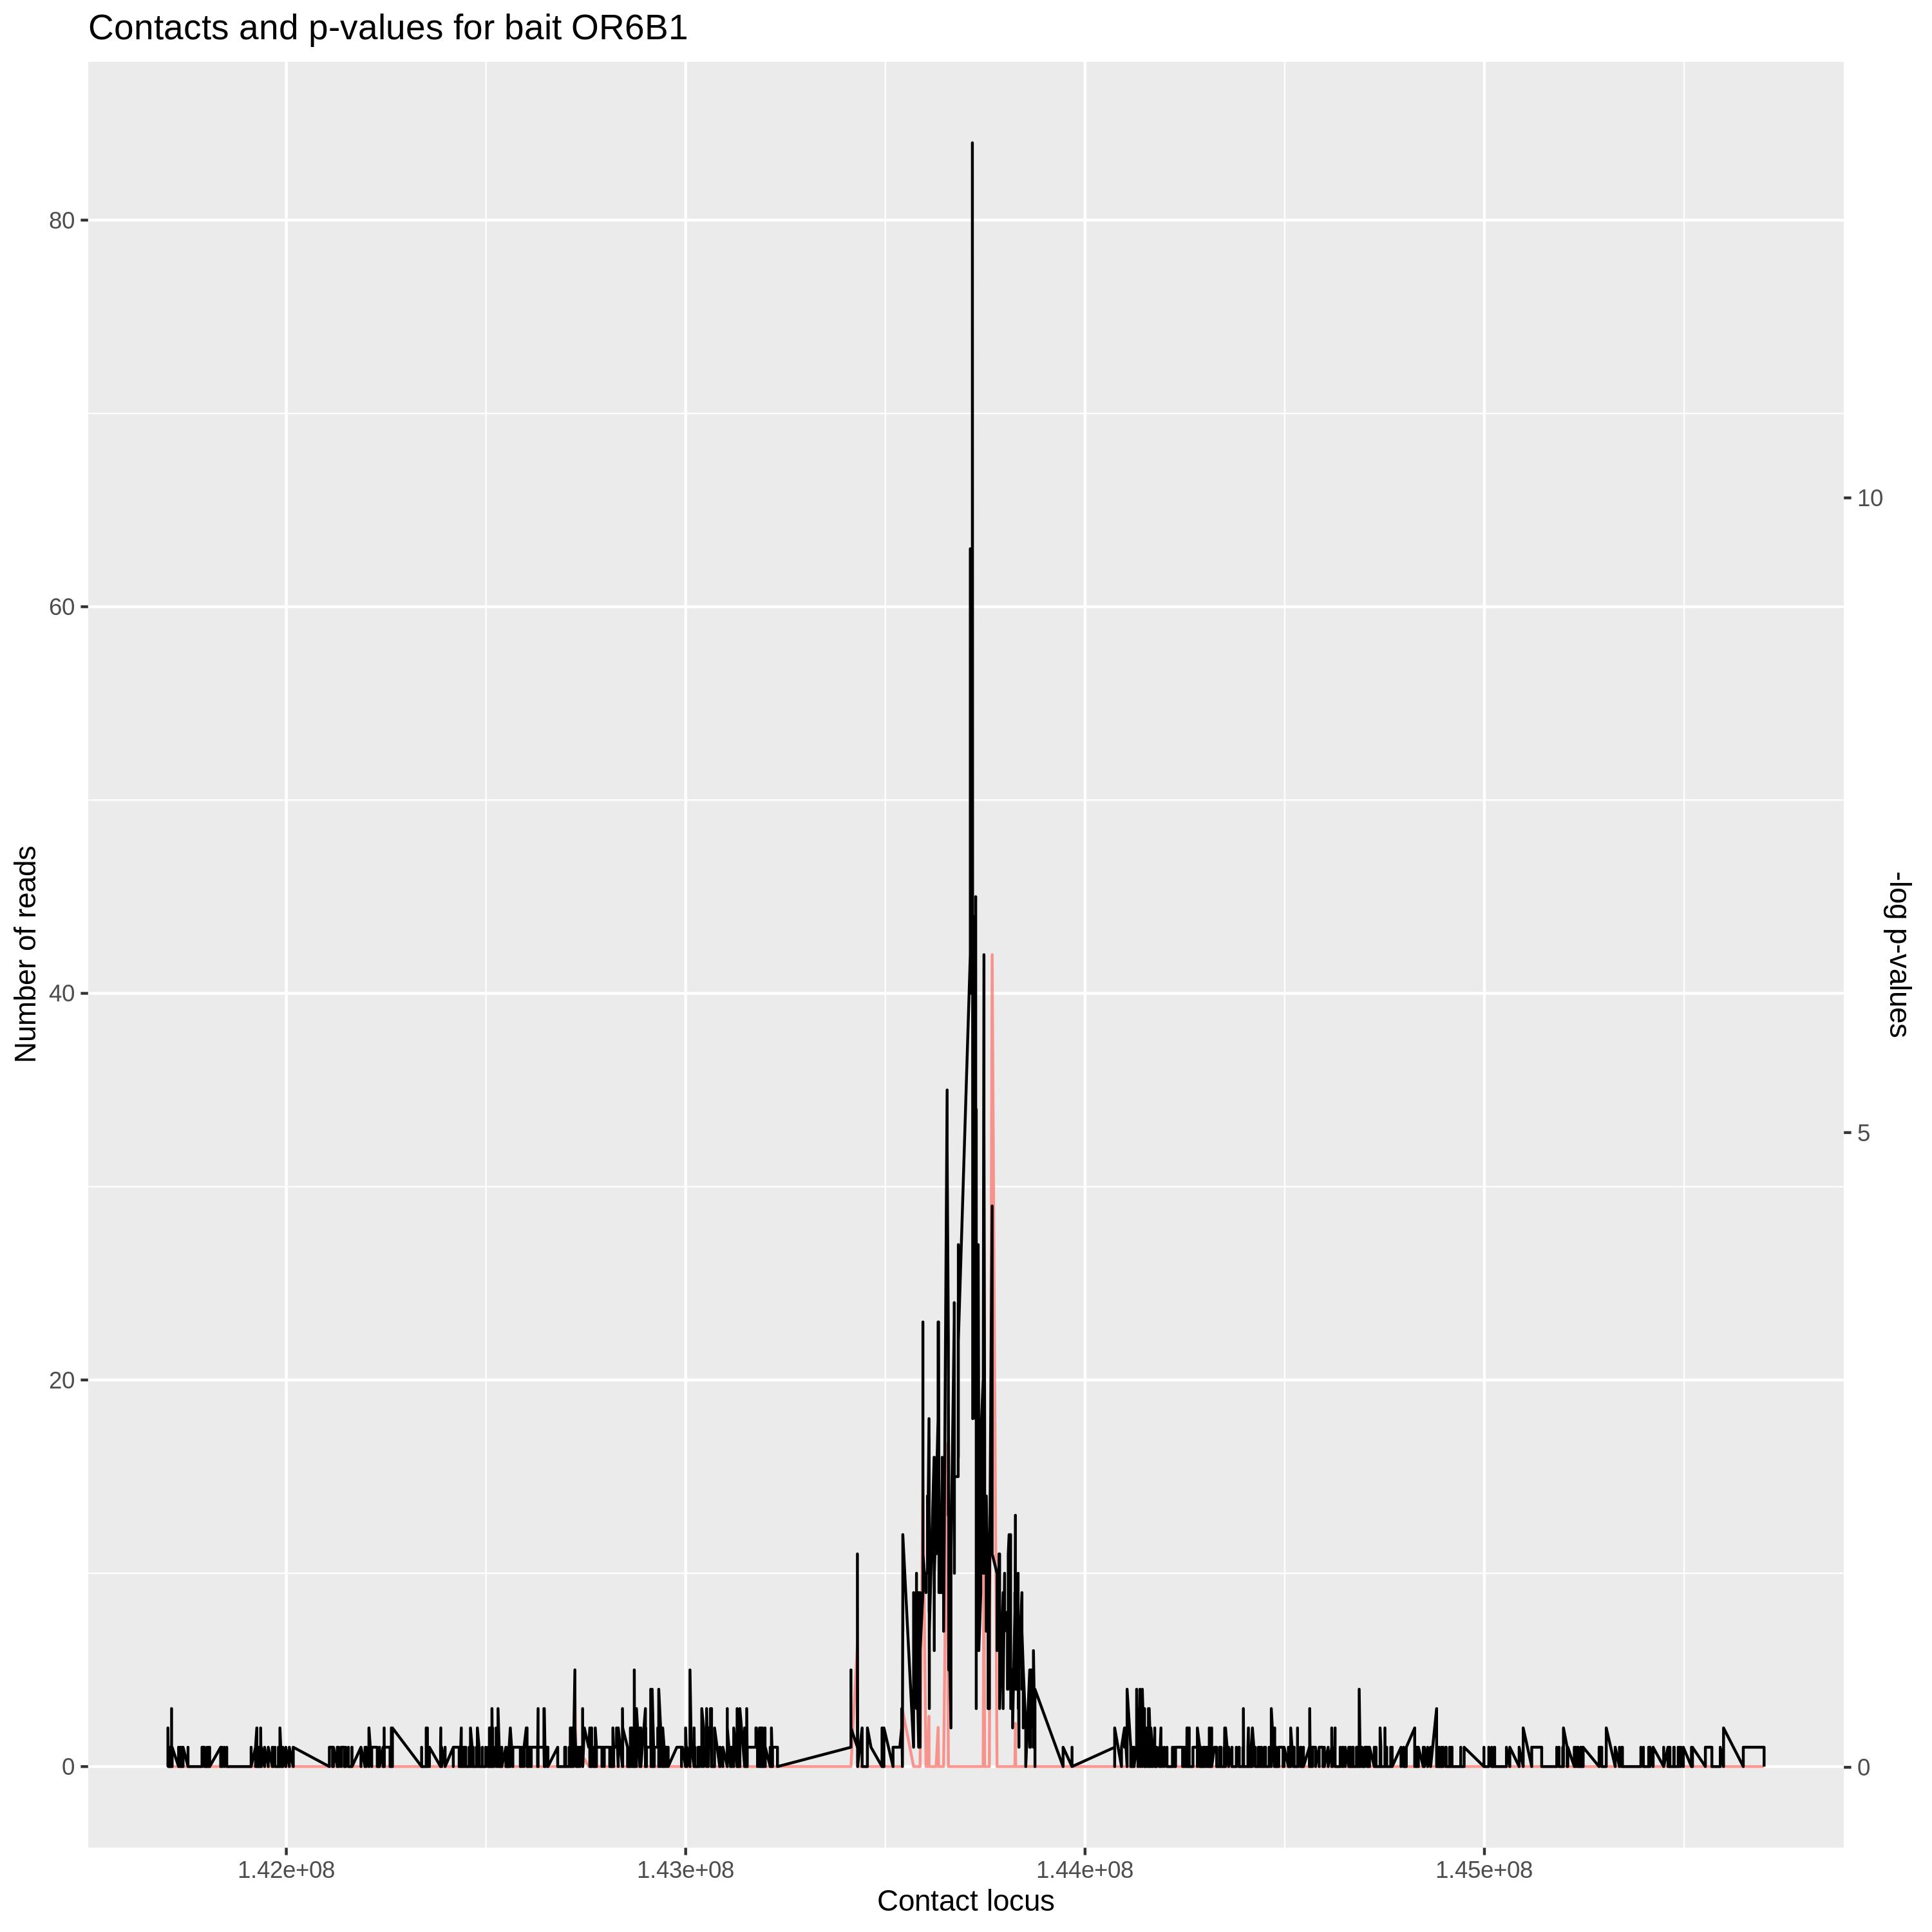 Contacts and p-values for bait OR6B1
80
60
40
20
0
Number of reads
10
5
0
-log p-values
1.42e+08
1.43e+08
1.44e+08
1.45e+08
Contact locus